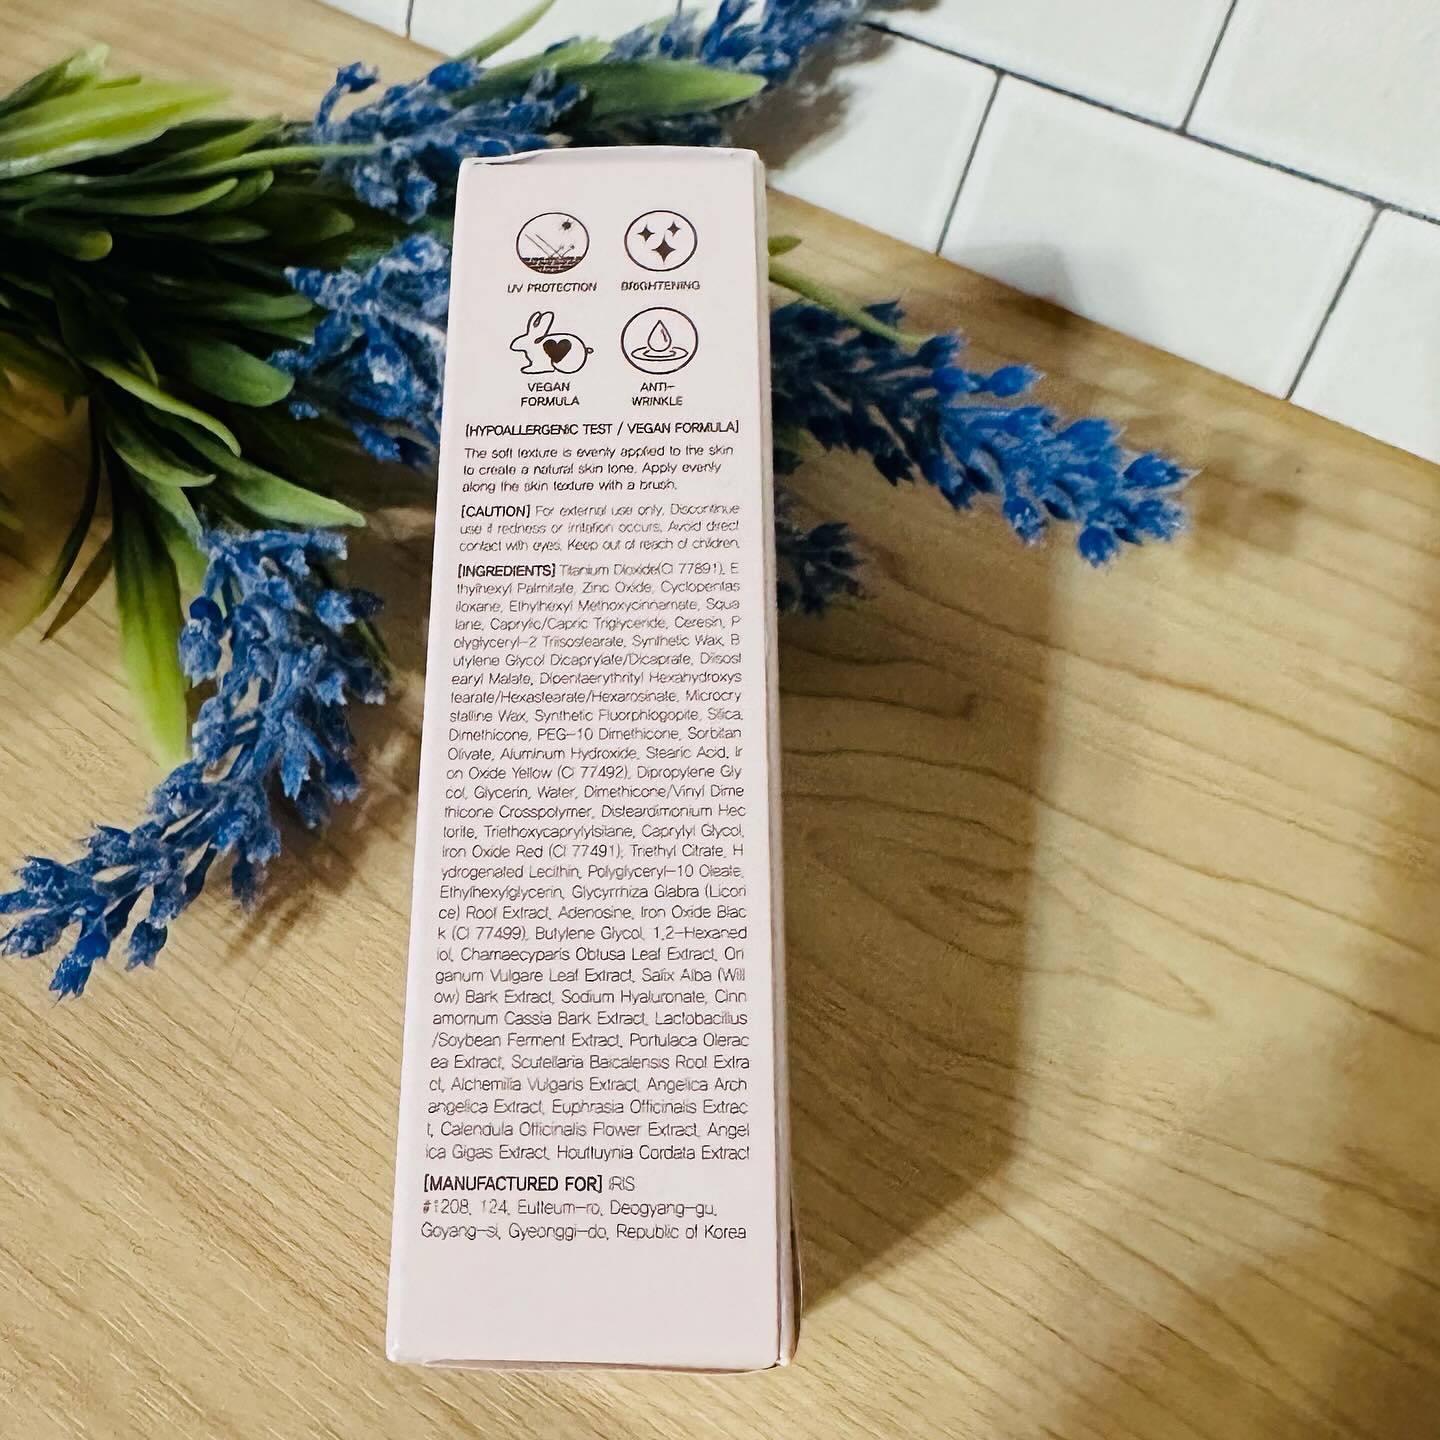 UV PROTECTION
BRIGHTENING
VEGAN
FORMULA
ANTI-
WRINKLE
[HYPOALLERGENIC TEST / VEGAN FORMULA]
The soft texture is evenly applied to the skin
to create a natural skin tone. Apply evenly
along the skin texture with a brush.
[CAUTION] For external use only. Discontinue
use if redness or irritation occurs. Avoid direct
contact with eyes. Keep out of reach of children.
[INGREDIENTS] Titanium Dioxide(CI 77891), E
thylhexyl Palmitate, Zinc Oxide, Cyclopentas
iloxane, Ethylhexyl Methoxycinnamate, Squa
lane, Caprylic/Capric Triglyceride, Ceresin, P
olyglyceryl-2 Triisostearate, Synthetic Wax, B
utylene Glycol Dicaprylate/Dicaprate, Diisost
earyl Malate, Dipentaerythrityl Hexahydroxys
tearate/Hexastearate/Hexarosinate, Microcry
stalline Wax, Synthetic Fluorphlogopite, Silica,
Dimethicone, PEG-10 Dimethicone, Sorbitan
Olivate, Aluminum Hydroxide, Stearic Acid, Ir
on Oxide Yellow (CI 77492), Dipropylene Gly
col, Glycerin, Water, Dimethicone/Vinyl Dime
thicone Crosspolymer, Disteardimonium Hec
torite, Triethoxycaprylylsilane, Caprylyl Glycol,
Iron Oxide Red (CI 77491), Triethyl Citrate, H
ydrogenated Lecithin, Polyglyceryl-10 Oleate,
Ethylhexylglycerin, Glycyrrhiza Glabra (Licori
ce) Root Extract, Adenosine, Iron Oxide Blac
k (CI 77499), Butylene Glycol, 1,2-Hexaned
iol, Chamaecyparis Obtusa Leaf Extract, Ori
ganum Vulgare Leaf Extract, Salix Alba (Will
ow) Bark Extract, Sodium Hyaluronate, Cinn
amomum Cassia Bark Extract, Lactobacillus
/Soybean Ferment Extract, Portulaca Olerac
ea Extract, Scutellaria Baicalensis Root Extra
ct, Alchemilla Vulgaris Extract, Angelica Arch
angelica Extract, Euphrasia Officinalis Extrac
t, Calendula Officinalis Flower Extract, Angel
ica Gigas Extract, Houttuynia Cordata Extract
[MANUFACTURED FOR] IRIS
#1208, 124, Eulleum-ro, Deogyang-gu,
Goyang-si, Gyeonggi-do, Republic of Korea